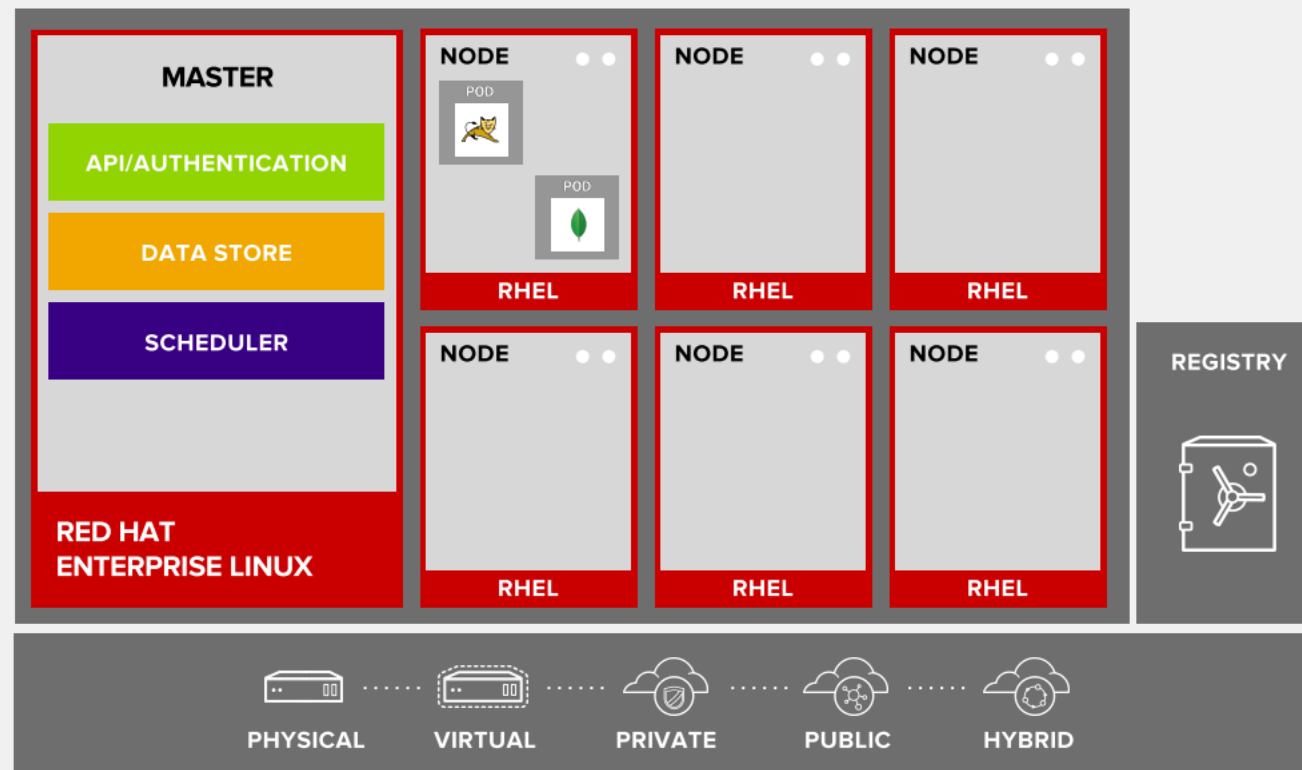 MASTER
API/AUTHENTICATION
DATA STORE
SCHEDULER
RED HAT
ENTERPRISE LINUX
NODE
POD
POD
RHEL
NODE
RHEL
NODE
RHEL
NODE
RHEL
NODE
RHEL
NODE
RHEL
REGISTRY
PHYSICAL
VIRTUAL
PRIVATE
PUBLIC
HYBRID